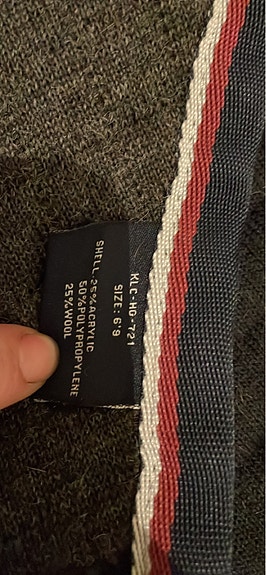 KLC-HO-721
SIZE: 6'9
SHELL: 25%ACRYLIC
50%POLYPROPYLENE
25%WOOL